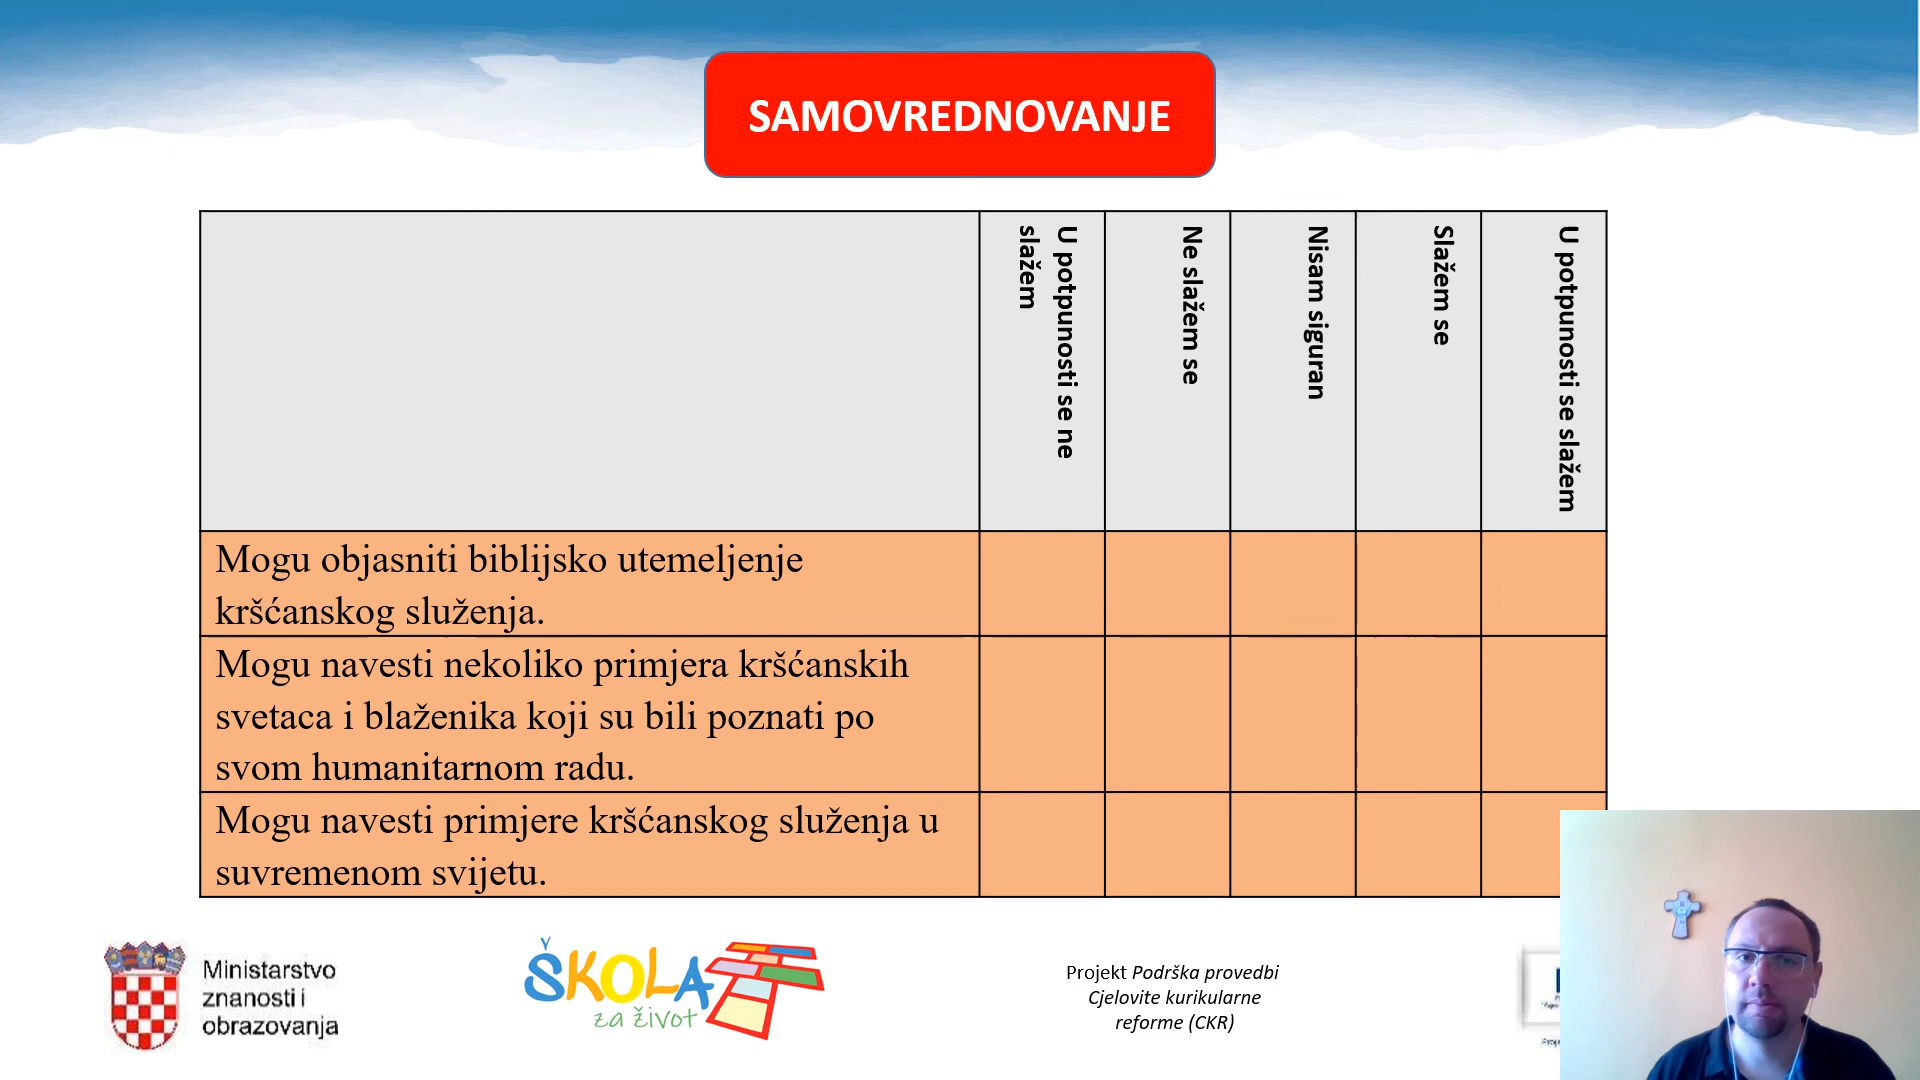 SAMOVREDNOVANJE
U potpunosti se ne
slažem
Ne slažem se
Nisam siguran
Slažem se
U potpunosti se slažem
Mogu objasniti biblijsko utemeljenje
kršćanskog služenja.
Mogu navesti nekoliko primjera kršćanskih
svetaca i blaženika koji su bili poznati po
svom humanitarnom radu.
Mogu navesti primjere kršćanskog služenja u
suvremenom svijetu.
Ministarstvo
znanosti i
obrazovanja
ŠKOLA
za život
Projekt Podrška provedbi
Cjelovite kurikularne
reforme (CKR)